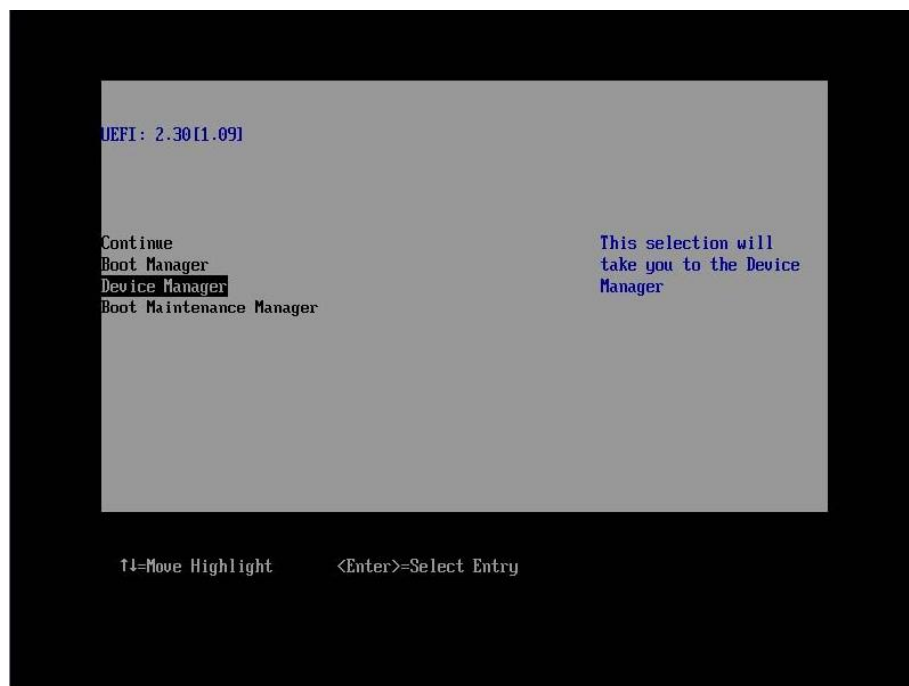 UEFI: 2.30[1.09]
Continue
Boot Manager
Device Manager
Boot Maintenance Manager
This selection will
take you to the Device
Manager
↑↓=Move Highlight <Enter>=Select Entry